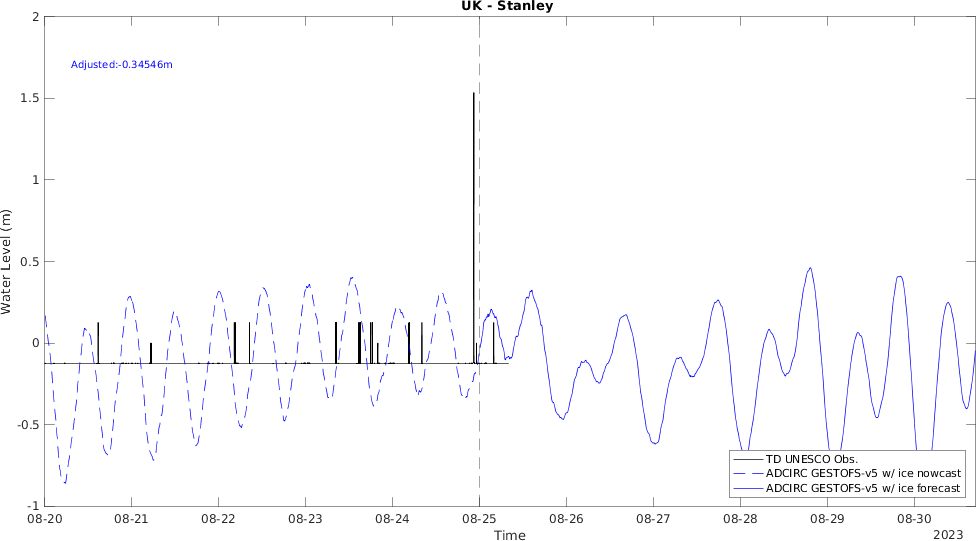 UK - Stanley
Adjusted:-0.34546m
Water Level (m)
2
1.5
1
0.5
0
-0.5
-1
08-20 08-21 08-22 08-23 08-24 08-25 08-26 08-27 08-28 08-29 08-30
Time
2023
TD UNESCO Obs.
ADCIRC GESTOFS-v5 w/ ice nowcast
ADCIRC GESTOFS-v5 w/ ice forecast